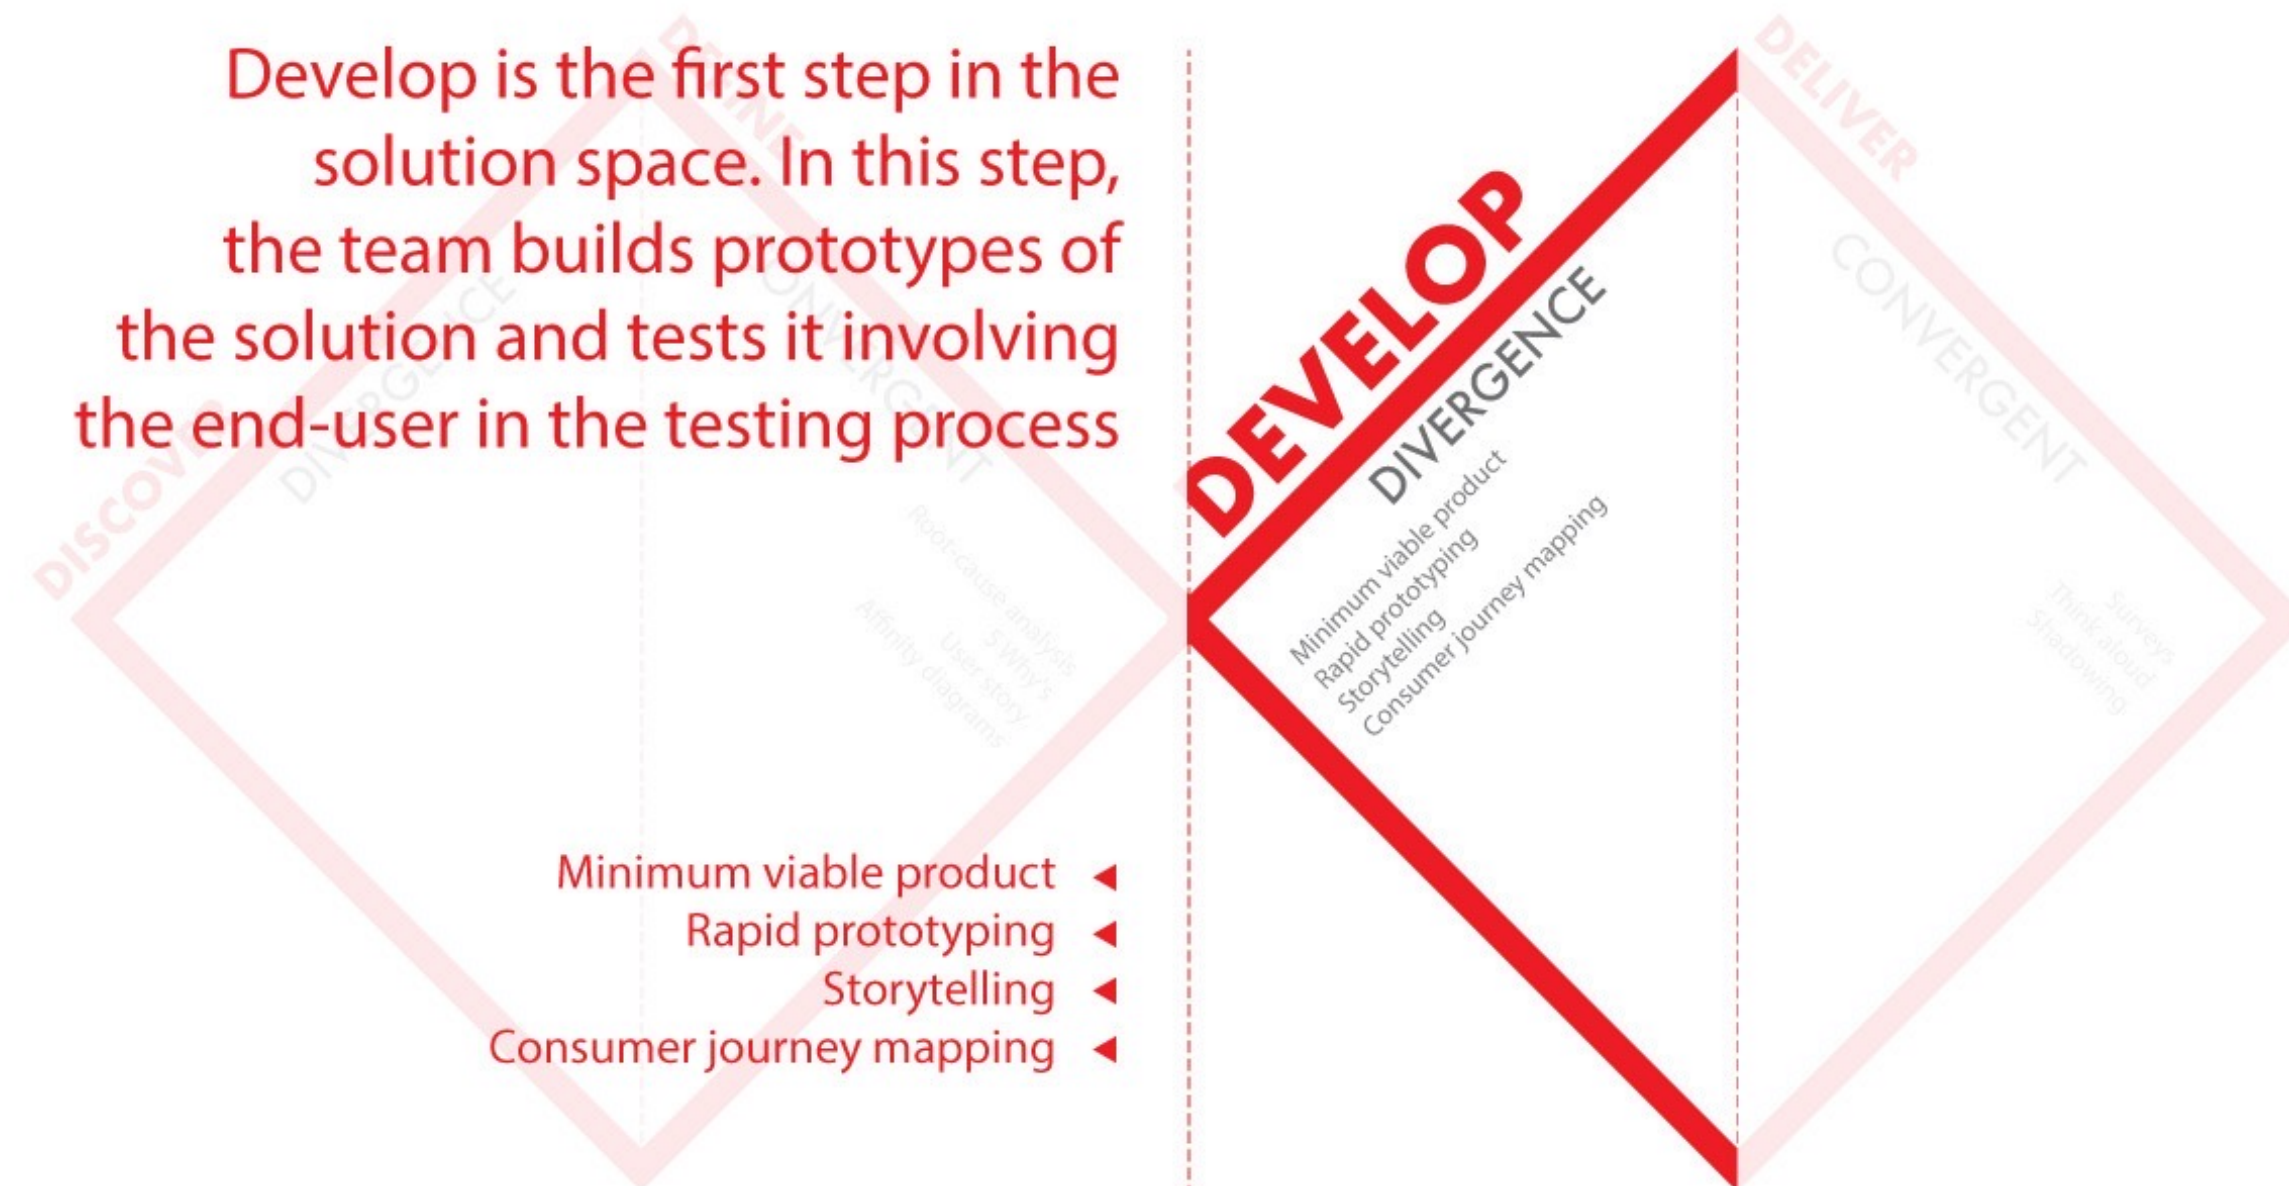 Develop is the first step in the
solution space. In this step,
the team builds prototypes of
the solution and tests it involving
the end-user in the testing process
Minimum viable product
Rapid prototyping
Storytelling
Consumer journey mapping
DISCOVER
DIVERGENCE
DEFINE
CONVERGENT
Root-cause analysis
5 Why's
User story
Affinity diagrams
DEVELOP
DIVERGENCE
Minimum viable product
Rapid prototyping
Storytelling
Consumer journey mapping
DELIVER
CONVERGENT
Surveys
Think aloud
Shadowing